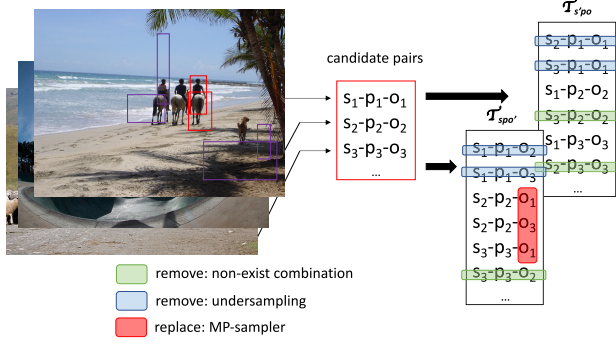 𝒯s'po
candidate pairs
s₁-p₁-o₁
s₂-p₂-o₂
s₃-p₃-o₃
...
s₂-p₁-o₁
s₃-p₁-o₁
s₁-p₂-o₂
s₃-p₂-o₂
s₁-p₃-o₃
s₂-p₃-o₃
...
𝒯spo'
s₁-p₁-o₂
s₁-p₁-o₃
s₂-p₂-o₁
s₂-p₂-o₃
s₃-p₃-o₁
s₃-p₃-o₂
...
remove: non-exist combination
remove: undersampling
replace: MP-sampler